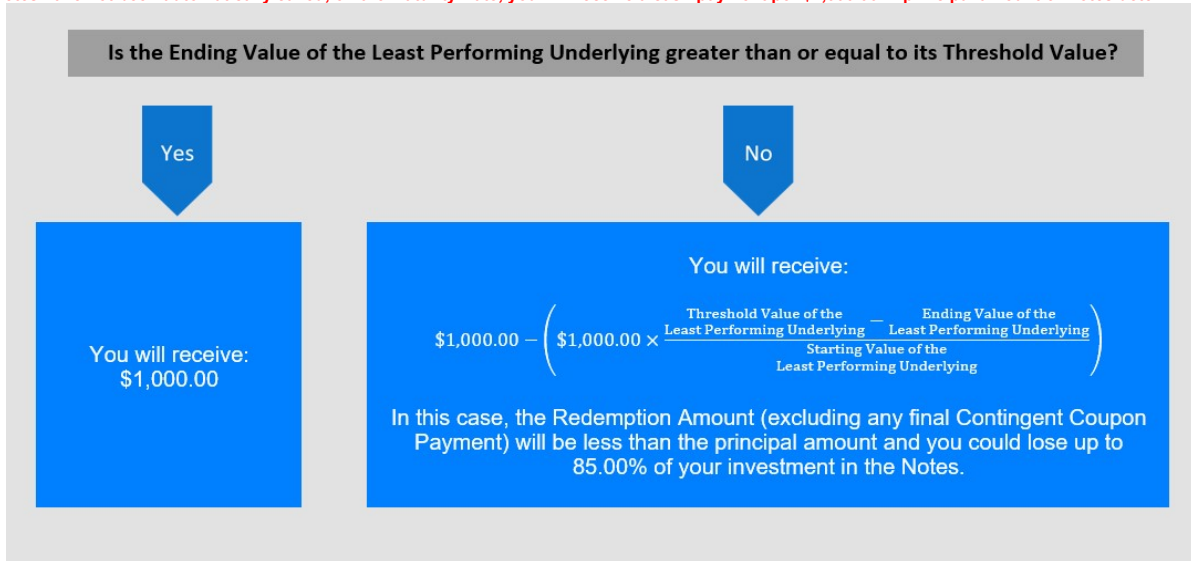 Is the Ending Value of the Least Performing Underlying greater than or equal to its Threshold Value?
Yes
No
You will receive:
$1,000.00
You will receive:
$1,000.00 − ($1,000.00 × (Threshold Value of the Least Performing Underlying − Ending Value of the Least Performing Underlying) / Starting Value of the Least Performing Underlying)
In this case, the Redemption Amount (excluding any final Contingent Coupon
Payment) will be less than the principal amount and you could lose up to
85.00% of your investment in the Notes.